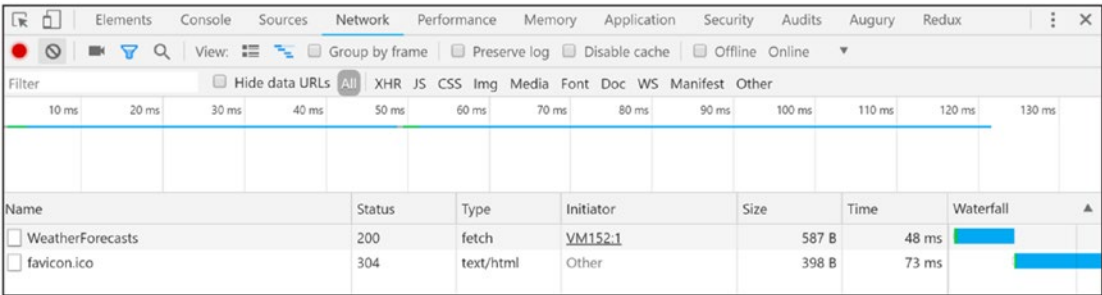 Elements Console Sources Network Performance Memory Application Security Audits Augury Redux
View: Group by frame Preserve log Disable cache Offline Online
Filter Hide data URLs All XHR JS CSS Img Media Font Doc WS Manifest Other
10 ms 20 ms 30 ms 40 ms 50 ms 60 ms 70 ms 80 ms 90 ms 100 ms 110 ms 120 ms 130 ms
Name Status Type Initiator Size Time Waterfall
WeatherForecasts 200 fetch VM152:1 587 B 48 ms
favicon.ico 304 text/html Other 398 B 73 ms